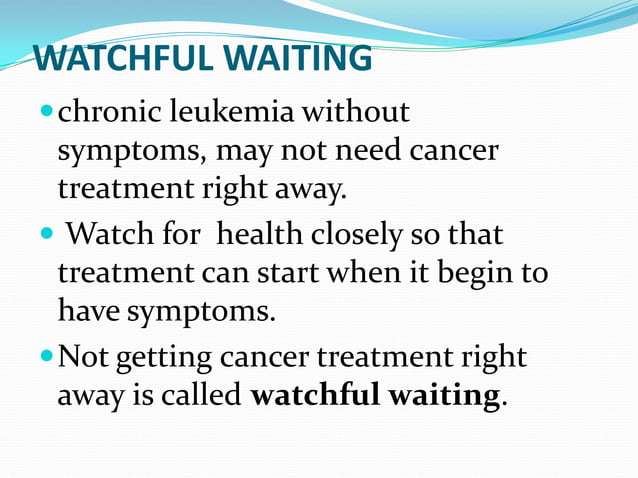 WATCHFUL WAITING
chronic leukemia without
symptoms, may not need cancer
treatment right away.
Watch for health closely so that
treatment can start when it begin to
have symptoms.
Not getting cancer treatment right
away is called watchful waiting.